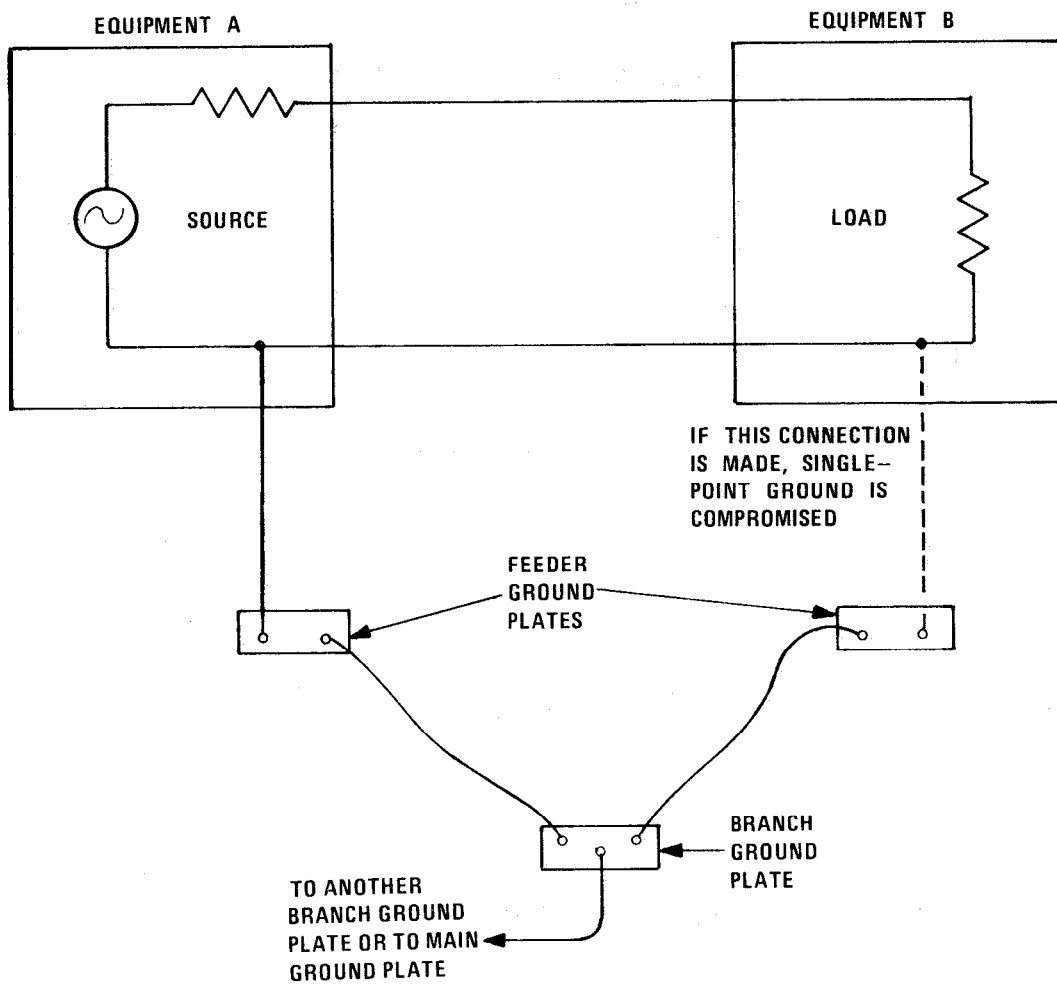 EQUIPMENT A
EQUIPMENT B
SOURCE
LOAD
IF THIS CONNECTION
IS MADE, SINGLE–
POINT GROUND IS
COMPROMISED
FEEDER
GROUND
PLATES
BRANCH
GROUND
PLATE
TO ANOTHER
BRANCH GROUND
PLATE OR TO MAIN
GROUND PLATE